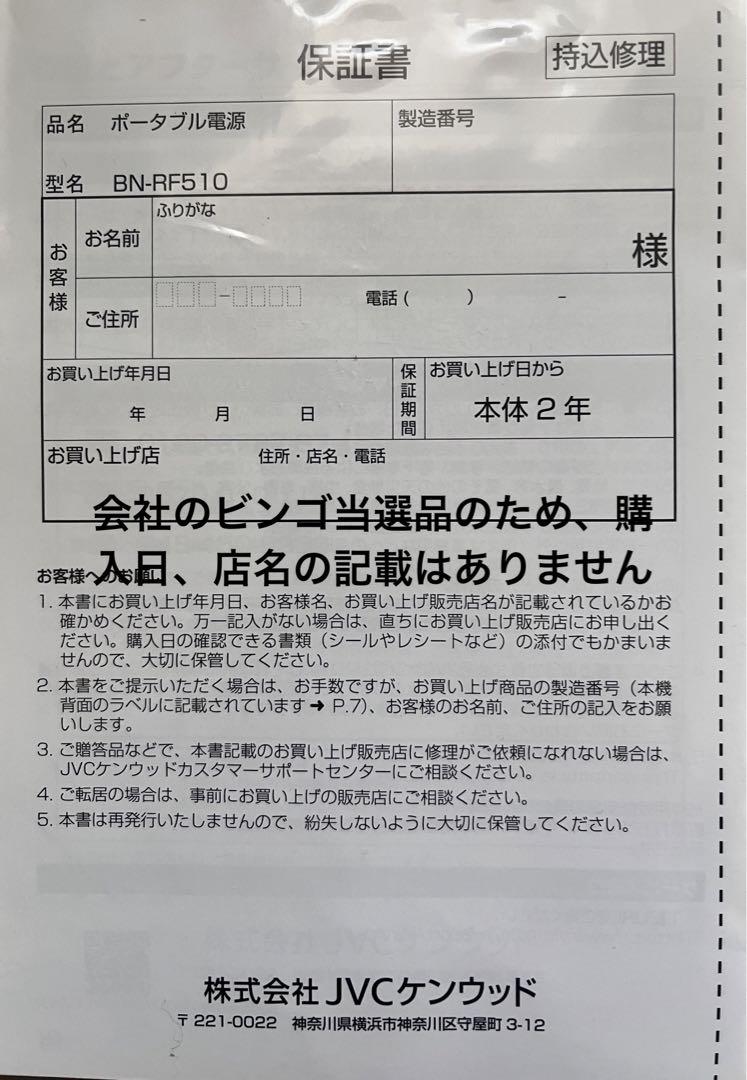 保証書
持込修理
品名 ポータブル電源
製造番号
型名 BN-RF510
お客様
ふりがな
お名前
様
ご住所
電話 ( ) −
お買い上げ年月日
年 月 日
保証期間
お買い上げ日から
本体2年
お買い上げ店 住所・店名・電話
会社のビンゴ当選品のため、購
入日、店名の記載はありません
お客様へのお願い
1. 本書にお買い上げ年月日、お客様名、お買い上げ販売店名が記載されているかお
確かめください。万一記入がない場合は、直ちにお買い上げ販売店にお申し出く
ださい。購入日の確認できる書類（シールやレシートなど）の添付でもかまいま
せんので、大切に保管してください。
2. 本書をご提示いただく場合は、お手数ですが、お買い上げ商品の製造番号（本機
背面のラベルに記載されています➜ P.7）、お客様のお名前、ご住所の記入をお願
いします。
3. ご贈答品などで、本書記載のお買い上げ販売店に修理がご依頼になれない場合は、
JVCケンウッドカスタマーサポートセンターにご相談ください。
4. ご転居の場合は、事前にお買い上げの販売店にご相談ください。
5. 本書は再発行いたしませんので、紛失しないように大切に保管してください。
株式会社 JVCケンウッド
〒221-0022 神奈川県横浜市神奈川区守屋町 3-12